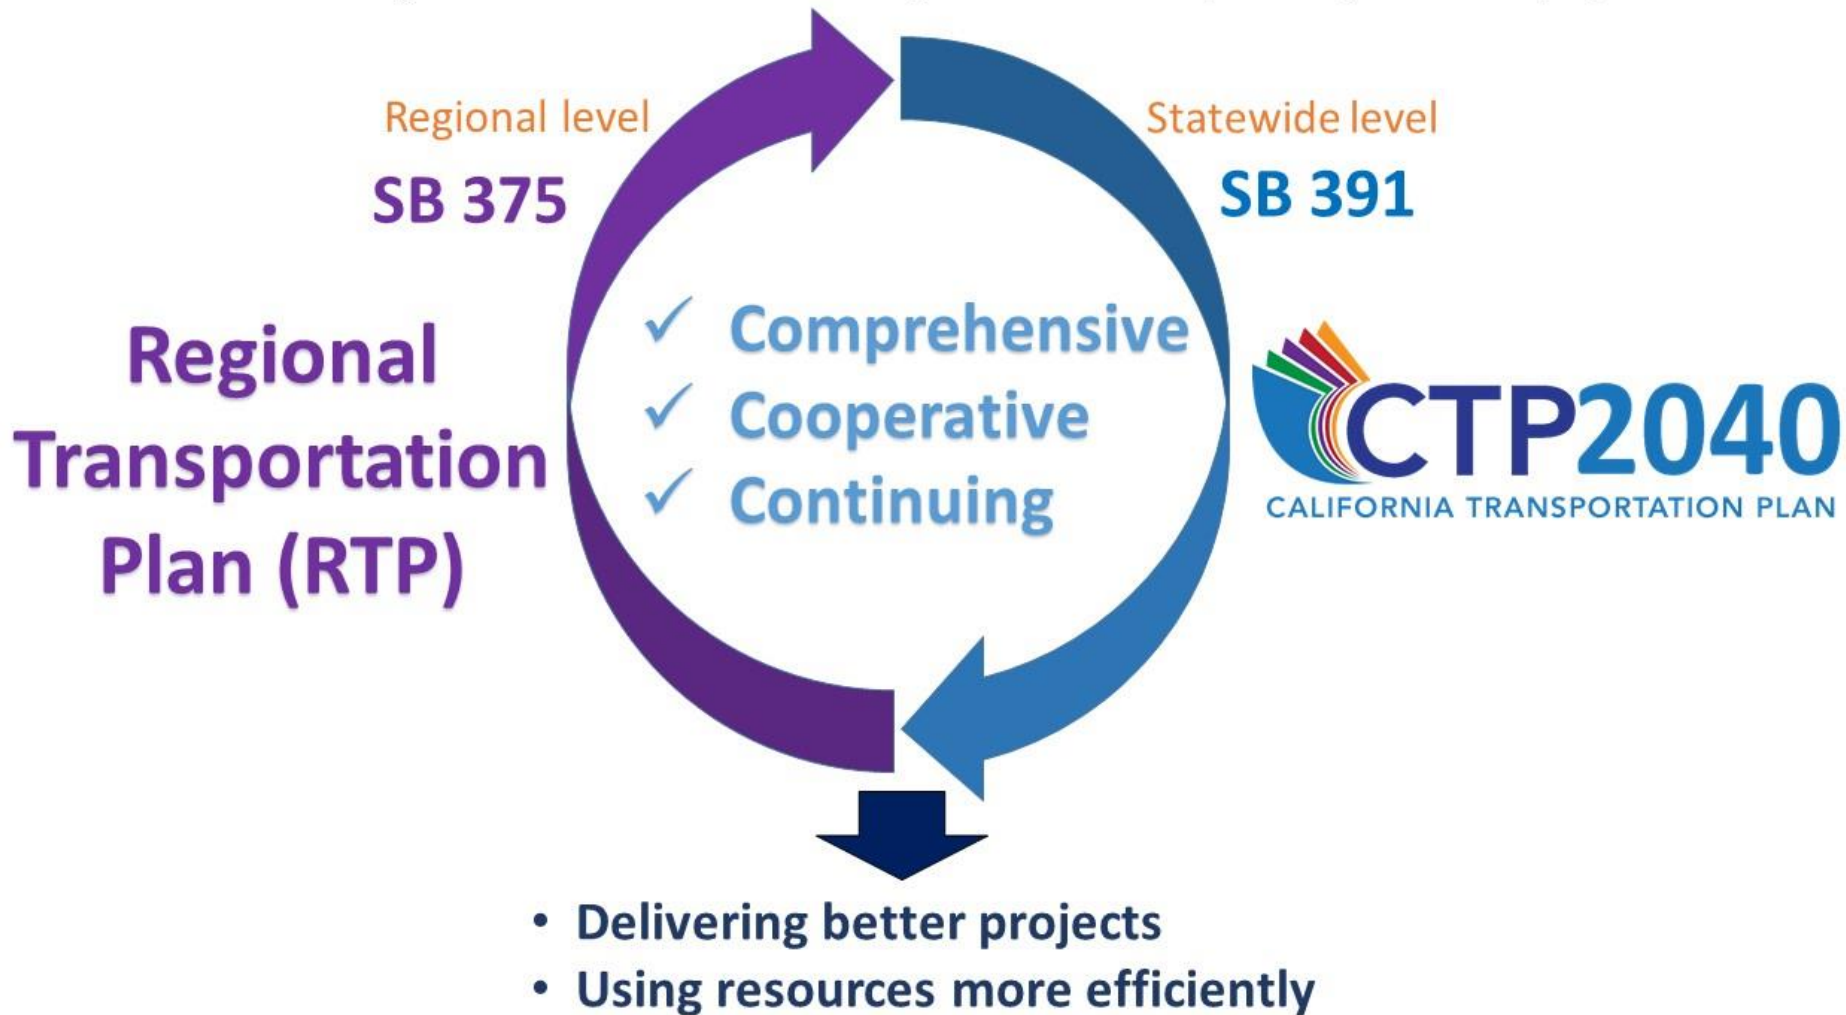 Regional level
SB 375
Regional
Transportation
Plan (RTP)
✓ Comprehensive
✓ Cooperative
✓ Continuing
Statewide level
SB 391
CTP2040
CALIFORNIA TRANSPORTATION PLAN
• Delivering better projects
• Using resources more efficiently